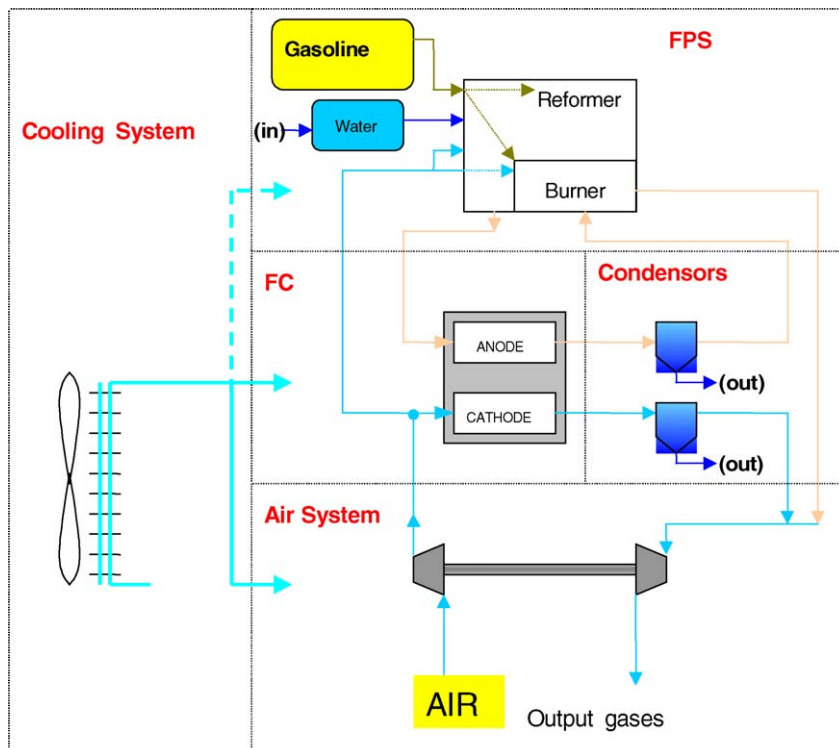 Gasoline
FPS
Reformer
Cooling System
(in)
Water
Burner
FC
Condensors
ANODE
(out)
CATHODE
(out)
Air System
AIR
Output gases